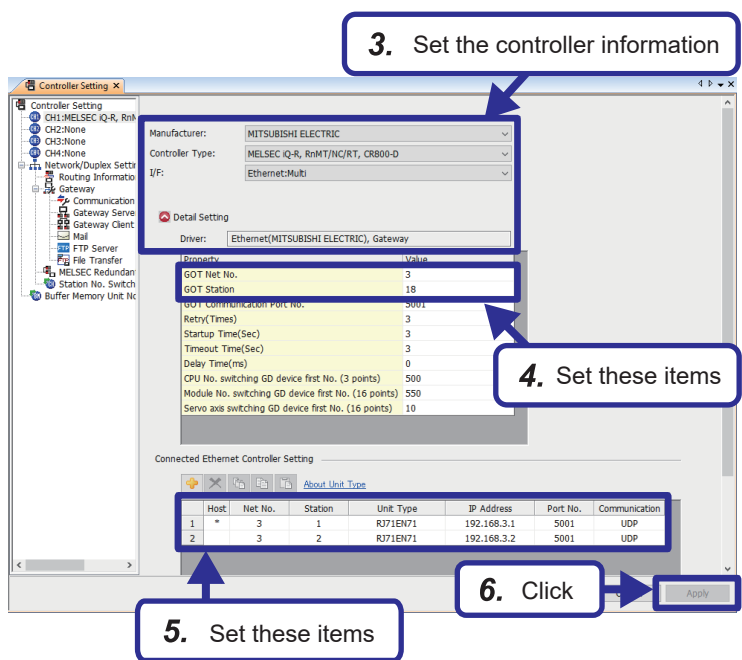 3. Set the controller information
Controller Setting
Controller Setting
CH1:MELSEC iQ-R, RnM
CH2:None
CH3:None
CH4:None
Network/Duplex Settin
Routing Informatio
Gateway
Communication
Gateway Serve
Gateway Client
Mail
FTP Server
File Transfer
MELSEC Redundan
Station No. Switch
Buffer Memory Unit No
Manufacturer: MITSUBISHI ELECTRIC
Controller Type: MELSEC iQ-R, RnMT/NC/RT, CR800-D
I/F: Ethernet:Multi
Detail Setting
Driver: Ethernet(MITSUBISHI ELECTRIC), Gateway
Property Value
GOT Net No. 3
GOT Station 18
GOT Communication Port No. 5001
Retry(Times) 3
Startup Time(Sec) 3
Timeout Time(Sec) 3
Delay Time(ms) 0
CPU No. switching GD device first No. (3 points) 500
Module No. switching GD device first No. (16 points) 550
Servo axis switching GD device first No. (16 points) 10
4. Set these items
Connected Ethernet Controller Setting
About Unit Type
Host Net No. Station Unit Type IP Address Port No. Communication
1 * 3 1 RJ71EN71 192.168.3.1 5001 UDP
2 3 2 RJ71EN71 192.168.3.2 5001 UDP
6. Click
Apply
5. Set these items